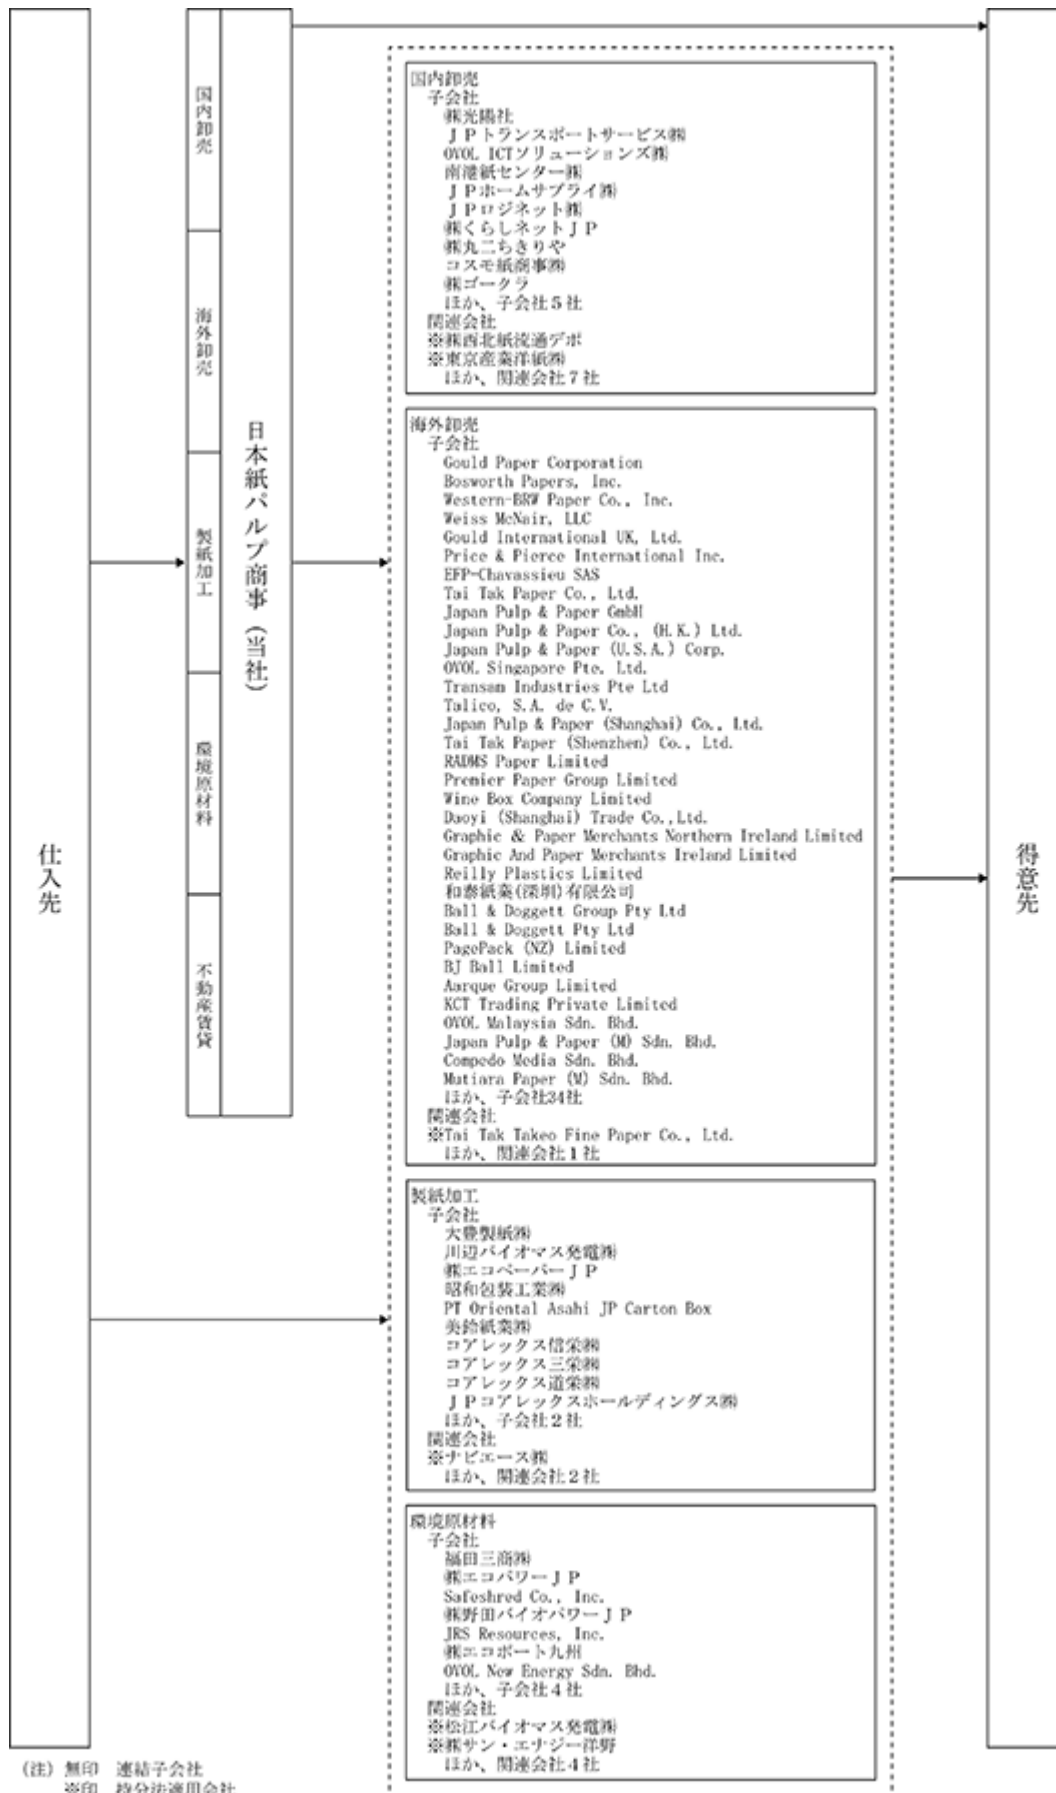 仕入先
国内卸売
海外卸売
製紙加工
環境原材料
不動産賃貸
日本紙パルプ商事（当社）
国内卸売
子会社
㈱光陽社
ＪＰトランスポートサービス㈱
OVOL ICTソリューションズ㈱
南港紙センター㈱
ＪＰホームサプライ㈱
ＪＰロジネット㈱
㈱くらしネットＪＰ
㈱丸二ちきりや
コスモ紙商事㈱
㈱ゴークラ
ほか、子会社５社
関連会社
※㈱西北紙流通デポ
※東京産業洋紙㈱
ほか、関連会社７社
海外卸売
子会社
Gould Paper Corporation
Bosworth Papers, Inc.
Western-BRW Paper Co., Inc.
Weiss McNair, LLC
Gould International UK, Ltd.
Price & Pierce International Inc.
EFP-Chavassieu SAS
Tai Tak Paper Co., Ltd.
Japan Pulp & Paper GmbH
Japan Pulp & Paper Co., (H.K.) Ltd.
Japan Pulp & Paper (U.S.A.) Corp.
OVOL Singapore Pte. Ltd.
Transam Industries Pte Ltd
Talico, S.A. de C.V.
Japan Pulp & Paper (Shanghai) Co., Ltd.
Tai Tak Paper (Shenzhen) Co., Ltd.
RADMS Paper Limited
Premier Paper Group Limited
Wine Box Company Limited
Daoyi (Shanghai) Trade Co.,Ltd.
Graphic & Paper Merchants Northern Ireland Limited
Graphic And Paper Merchants Ireland Limited
Reilly Plastics Limited
和泰紙業(深圳)有限公司
Ball & Doggett Group Pty Ltd
Ball & Doggett Pty Ltd
PagePack (NZ) Limited
BJ Ball Limited
Aarque Group Limited
KCT Trading Private Limited
OVOL Malaysia Sdn. Bhd.
Japan Pulp & Paper (M) Sdn. Bhd.
Compedo Media Sdn. Bhd.
Mutiara Paper (M) Sdn. Bhd.
ほか、子会社34社
関連会社
※Tai Tak Takeo Fine Paper Co., Ltd.
ほか、関連会社１社
製紙加工
子会社
大豊製紙㈱
川辺バイオマス発電㈱
㈱エコペーパーＪＰ
昭和包装工業㈱
PT Oriental Asahi JP Carton Box
美鈴紙業㈱
コアレックス信栄㈱
コアレックス三栄㈱
コアレックス道栄㈱
ＪＰコアレックスホールディングス㈱
ほか、子会社２社
関連会社
※ナビエース㈱
ほか、関連会社２社
環境原材料
子会社
福田三商㈱
㈱エコパワーＪＰ
Safeshred Co., Inc.
㈱野田バイオパワーＪＰ
JRS Resources, Inc.
㈱エコポート九州
OVOL New Energy Sdn. Bhd.
ほか、子会社４社
関連会社
※松江バイオマス発電㈱
※㈱サン・エナジー洋野
ほか、関連会社４社
得意先
（注）無印　連結子会社
※印　持分法適用会社